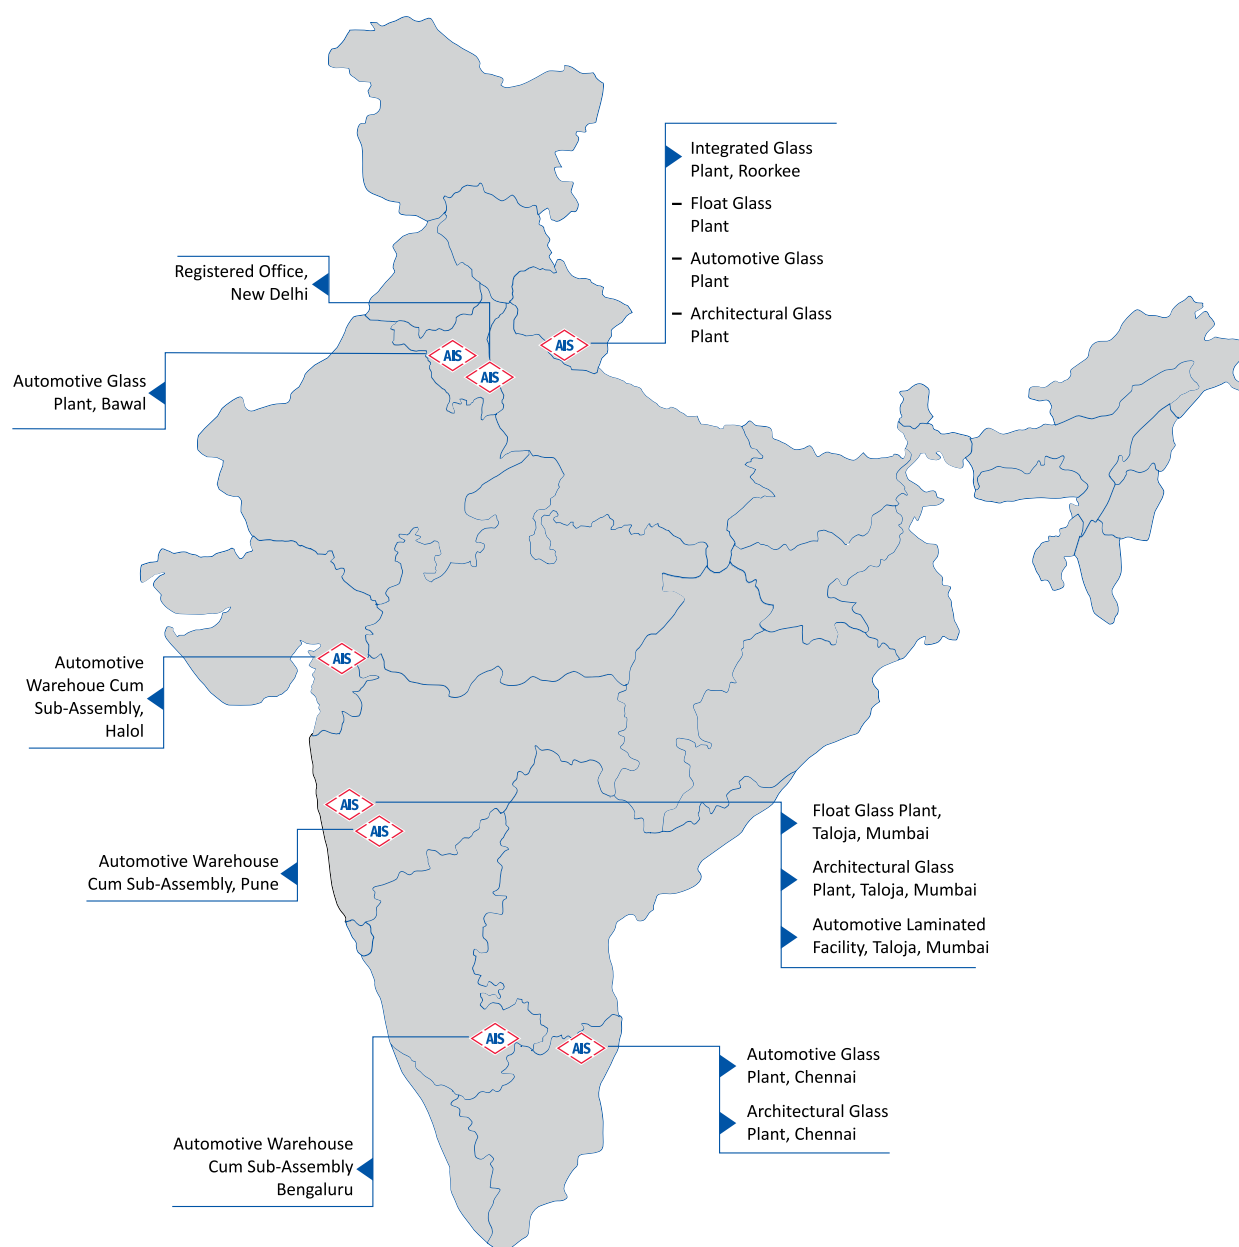 Integrated Glass
Plant, Roorkee
– Float Glass
Plant
– Automotive Glass
Plant
– Architectural Glass
Plant
Registered Office,
New Delhi
AIS
AIS
AIS
Automotive Glass
Plant, Bawal
AIS
Automotive
Warehoue Cum
Sub-Assembly,
Halol
AIS
AIS
Float Glass Plant,
Taloja, Mumbai
Architectural Glass
Plant, Taloja, Mumbai
Automotive Laminated
Facility, Taloja, Mumbai
Automotive Warehouse
Cum Sub-Assembly, Pune
AIS
AIS
Automotive Glass
Plant, Chennai
Architectural Glass
Plant, Chennai
Automotive Warehouse
Cum Sub-Assembly
Bengaluru